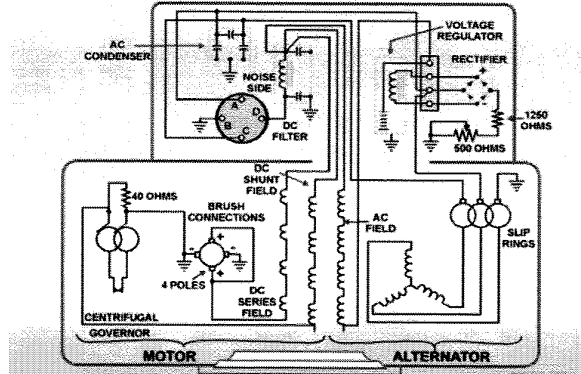 AC
CONDENSER
VOLTAGE
REGULATOR
RECTIFIER
NOISE
SIDE
A
B
C
D
DC
FILTER
1250
OHMS
500 OHMS
DC
SHUNT
FIELD
40 OHMS
BRUSH
CONNECTIONS
AC
FIELD
SLIP
RINGS
+
-
-
+
4 POLES
DC
SERIES
FIELD
CENTRIFUGAL
GOVERNOR
MOTOR
ALTERNATOR